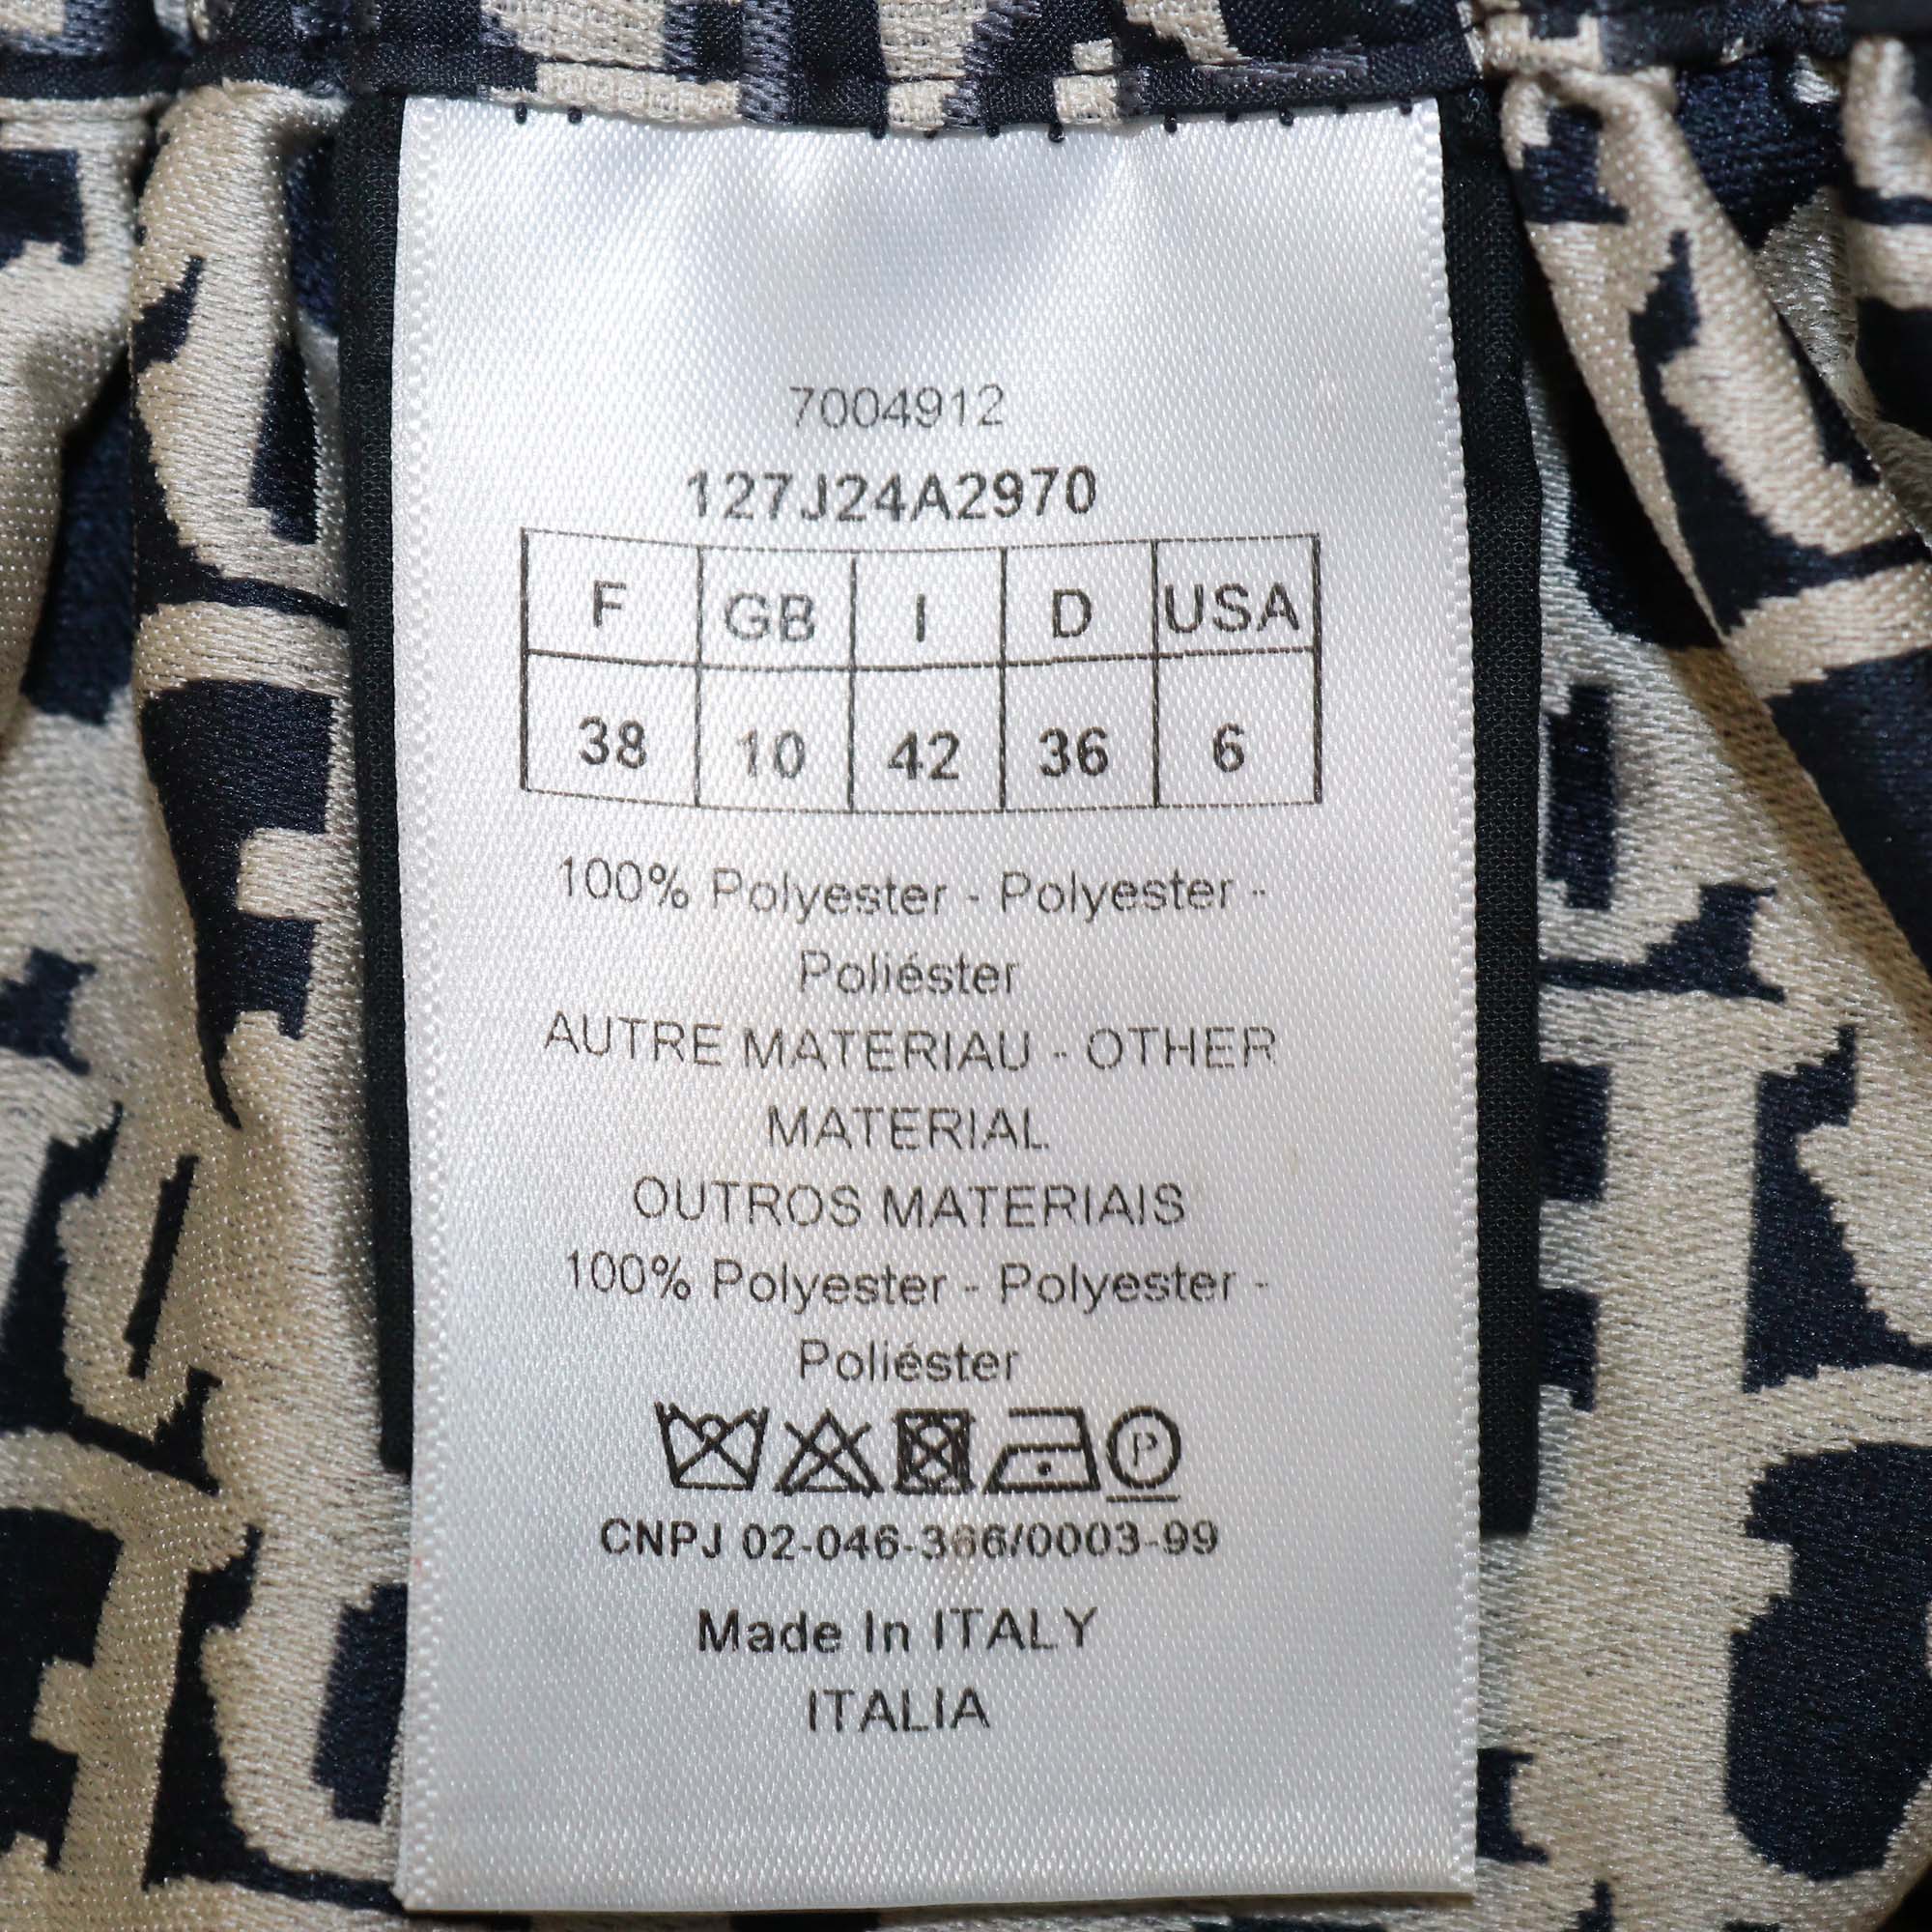 7004912
127J24A2970
F GB I D USA
38 10 42 36 6
100% Polyester - Polyester -
Poliéster
AUTRE MATERIAU - OTHER
MATERIAL
OUTROS MATERIAIS
100% Polyester - Polyester -
Poliéster
P
CNPJ 02-046-366/0003-99
Made In ITALY
ITALIA